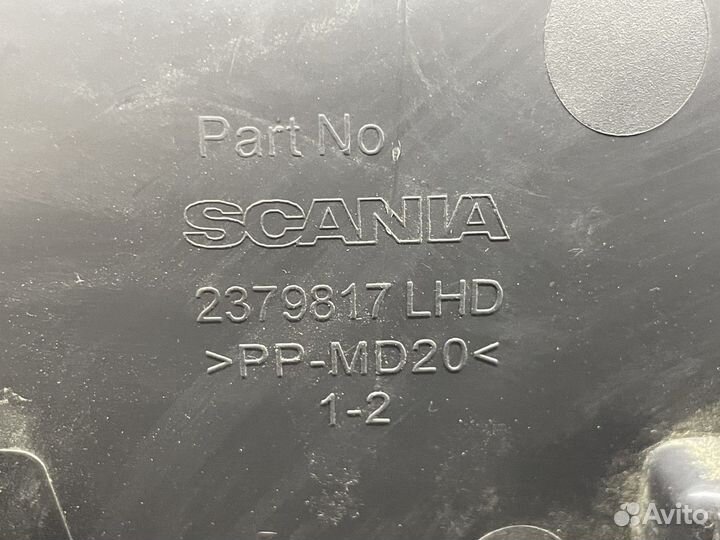 Part No.
SCANIA
2379817 LHD
>PP-MD20<
1-2
Avito